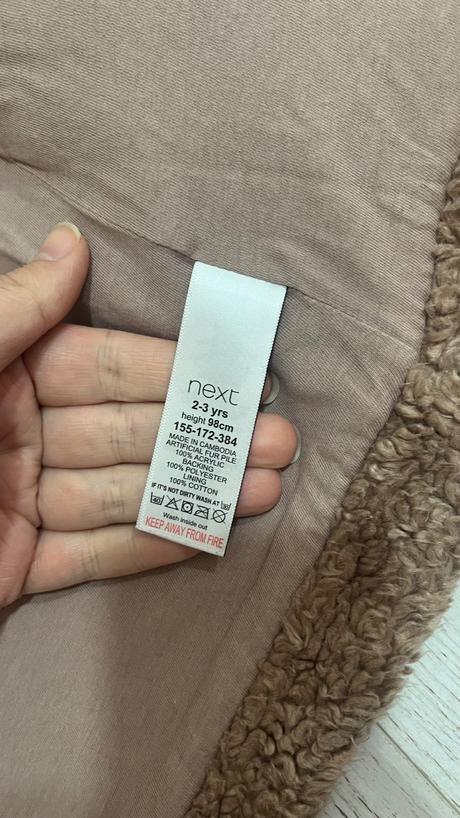 next
2-3 yrs
height 98cm
155-172-384
MADE IN CAMBODIA
ARTIFICIAL FUR PILE
100% ACRYLIC
BACKING
100% POLYESTER
LINING
100% COTTON
IF IT'S NOT DIRTY WASH AT
Wash inside out
KEEP AWAY FROM FIRE